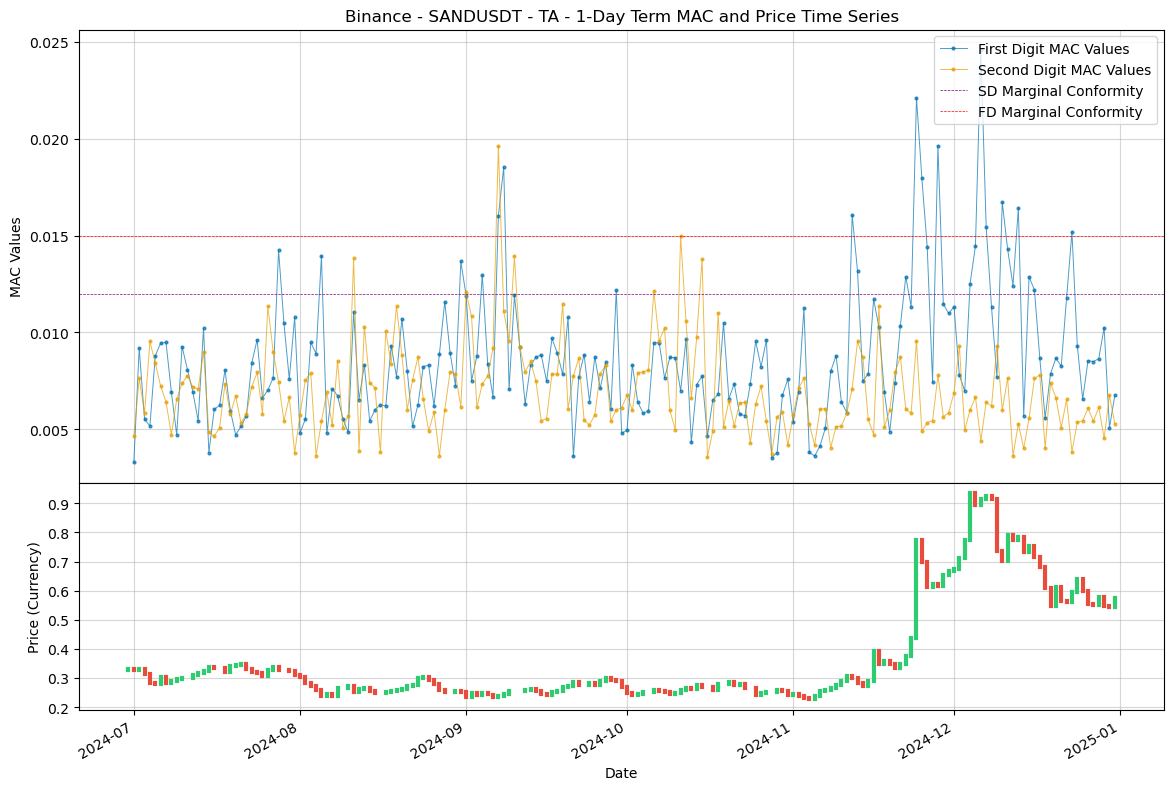 Binance - SANDUSDT - TA - 1-Day Term MAC and Price Time Series
MAC Values
0.025
0.020
0.015
0.010
0.005
First Digit MAC Values
Second Digit MAC Values
SD Marginal Conformity
FD Marginal Conformity
Price (Currency)
0.9
0.8
0.7
0.6
0.5
0.4
0.3
0.2
2024-07
2024-08
2024-09
2024-10
2024-11
2024-12
2025-01
Date